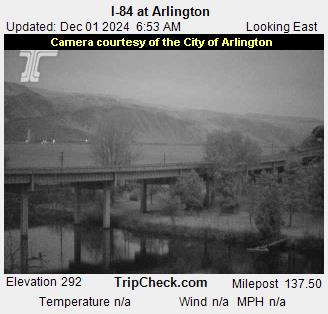 I-84 at Arlington
Updated: Dec 01 2024 6:53 AM Looking East
Camera courtesy of the City of Arlington
Elevation 292 TripCheck.com Milepost 137.50
Temperature n/a Wind n/a MPH n/a